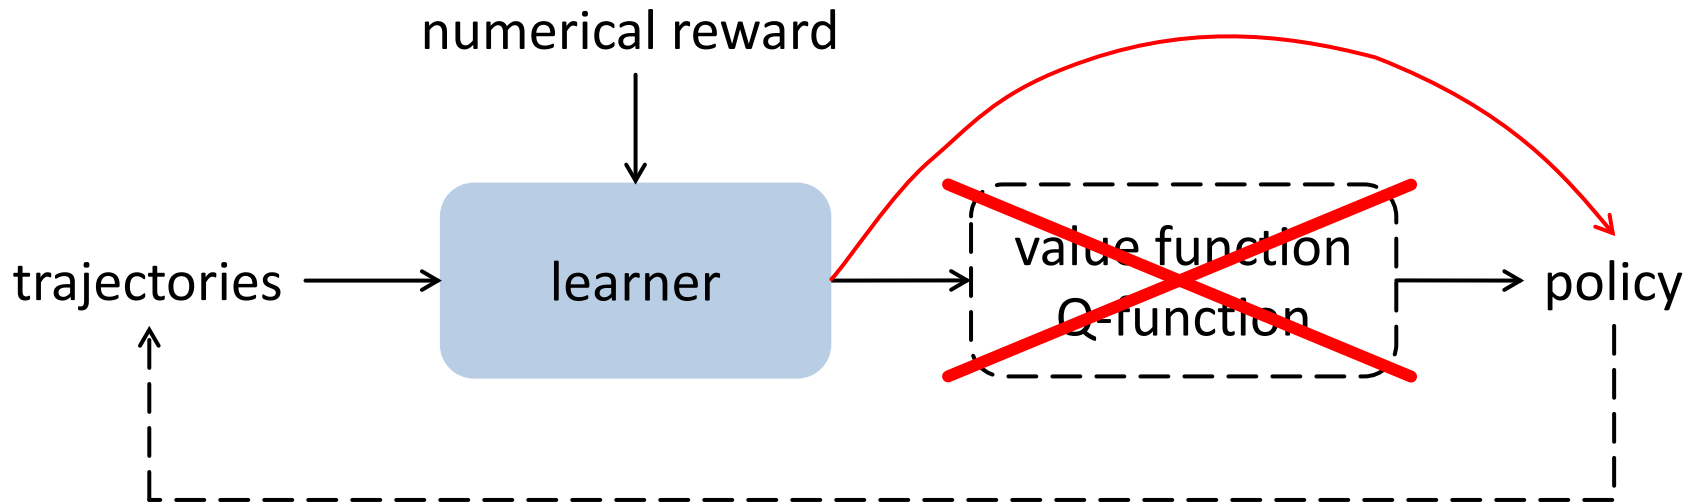 numerical reward
trajectories
learner
value function
Q-function
policy